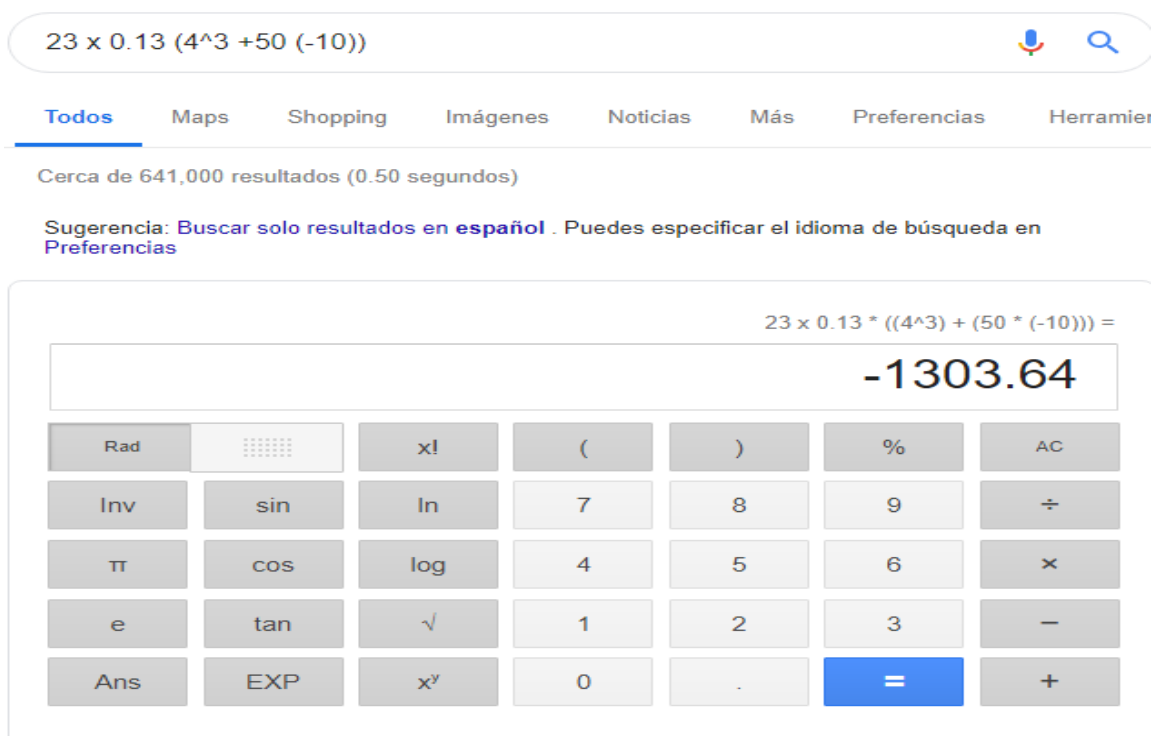 23 x 0.13 (4^3 +50 (-10))
Todos Maps Shopping Imágenes Noticias Más Preferencias Herramier
Cerca de 641,000 resultados (0.50 segundos)
Sugerencia: Buscar solo resultados en español . Puedes especificar el idioma de búsqueda en
Preferencias
23 x 0.13 * ((4^3) + (50 * (-10))) =
-1303.64
Rad x! ( ) % AC
Inv sin ln 7 8 9 ÷
π cos log 4 5 6 ×
e tan √ 1 2 3 −
Ans EXP xʸ 0 . = +